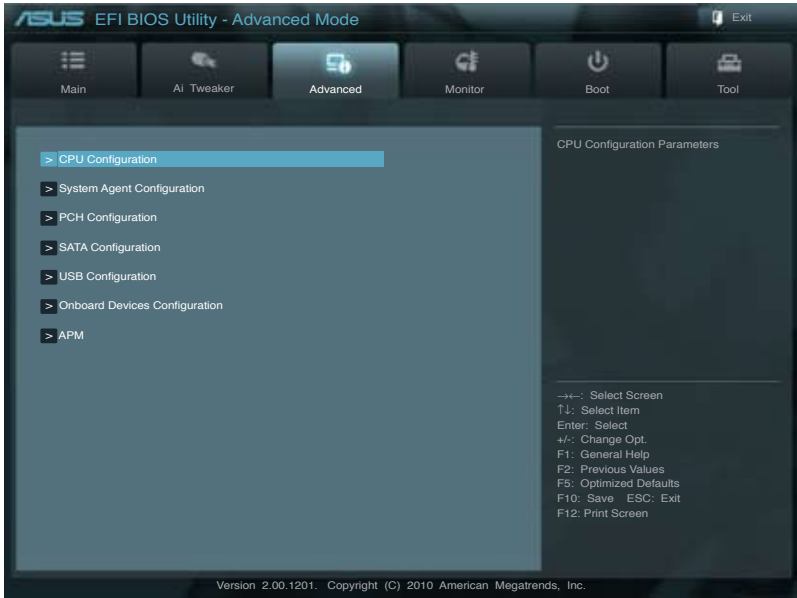 ASUS EFI BIOS Utility - Advanced Mode
Exit
Main
Ai Tweaker
Advanced
Monitor
Boot
Tool
> CPU Configuration
> System Agent Configuration
> PCH Configuration
> SATA Configuration
> USB Configuration
> Onboard Devices Configuration
> APM
CPU Configuration Parameters
→←: Select Screen
↑↓: Select Item
Enter: Select
+/-: Change Opt.
F1: General Help
F2: Previous Values
F5: Optimized Defaults
F10: Save ESC: Exit
F12: Print Screen
Version 2.00.1201. Copyright (C) 2010 American Megatrends, Inc.